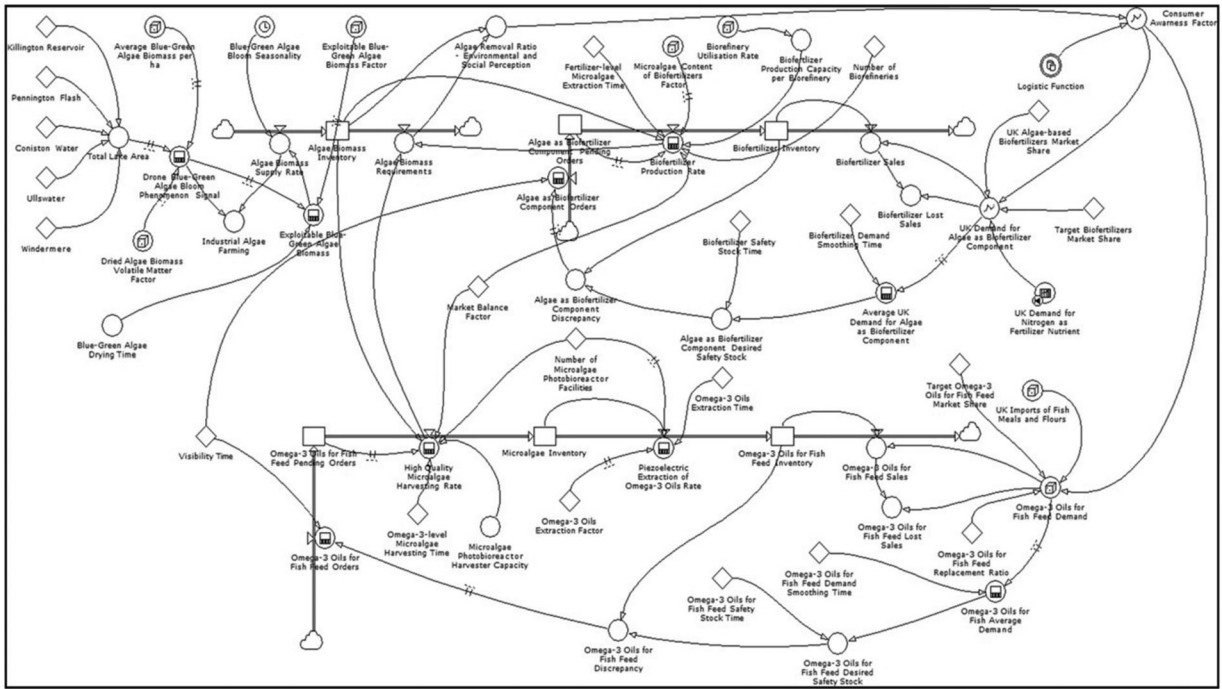 Killington Reservoir
Pennington Flash
Coniston Water
Ullswater
Windermere
Total Lake Area
Average Blue-Green
Algae Biomass per
ha
Drone Blue-Green
Algae Bloom
Phenomenon Signal
Dried Algae Biomass
Volatile Matter
Factor
Blue-Green Algae
Bloom Seasonality
Exploitable Blue-
Green Algae
Biomass Factor
Algae Biomass
Supply Rate
Algae Biomass
Inventory
Industrial Algae
Farming
Exploitable Blue-
Green Algae
Biomass
Blue-Green Algae
Drying Time
Algae Removal Ratio
- Environmental and
Social Perception
Algae Biomass
Requirements
Fertilizer-level
Microalgae
Extraction Time
Microalgae Content
of Biofertilizers
Factor
Biorefinery
Utilisation Rate
Biofertilizer
Production Capacity
per Biorefinery
Number of
Biorefineries
Algae as Biofertilizer
Component Pending
Orders
Biofertilizer
Production Rate
Biofertilizer Inventory
Biofertilizer Sales
Algae as Biofertilizer
Component Orders
Biofertilizer Lost
Sales
Consumer
Awarness Factor
Logistic Function
UK Algae-based
Biofertilizers Market
Share
UK Demand for
Algae as Biofertilizer
Component
Target Biofertilizers
Market Share
UK Demand for
Nitrogen as
Fertilizer Nutrient
Biofertilizer Safety
Stock Time
Biofertilizer Demand
Smoothing Time
Average UK
Demand for Algae
as Biofertilizer
Component
Algae as Biofertilizer
Component
Discrepancy
Algae as Biofertilizer
Component Desired
Safety Stock
Market Balance
Factor
Number of
Microalgae
Photobioreactor
Facilities
Omega-3 Oils
Extraction Time
Target Omega-3
Oils for Fish Feed
Market Share
UK Imports of Fish
Meals and Flours
Visibility Time
Omega-3 Oils for Fish
Feed Pending Orders
High Quality
Microalgae
Harvesting Rate
Microalgae Inventory
Piezoelectric
Extraction of
Omega-3 Oils Rate
Omega-3 Oils for Fish
Feed Inventory
Omega-3 Oils for
Fish Feed Sales
Omega-3 Oils for
Fish Feed Demand
Omega-3 Oils for
Fish Feed Lost
Sales
Omega-3 Oils for
Fish Feed
Replacement Ratio
Omega-3 Oils for
Fish Feed Orders
Omega-3-level
Microalgae
Harvesting Time
Microalgae
Photobioreactor
Harvester Capacity
Omega-3 Oils
Extraction Factor
Omega-3 Oils for
Fish Feed Safety
Stock Time
Omega-3 Oils for
Fish Feed Demand
Smoothing Time
Omega-3 Oils for
Fish Average
Demand
Omega-3 Oils for
Fish Feed
Discrepancy
Omega-3 Oils for
Fish Feed Desired
Safety Stock